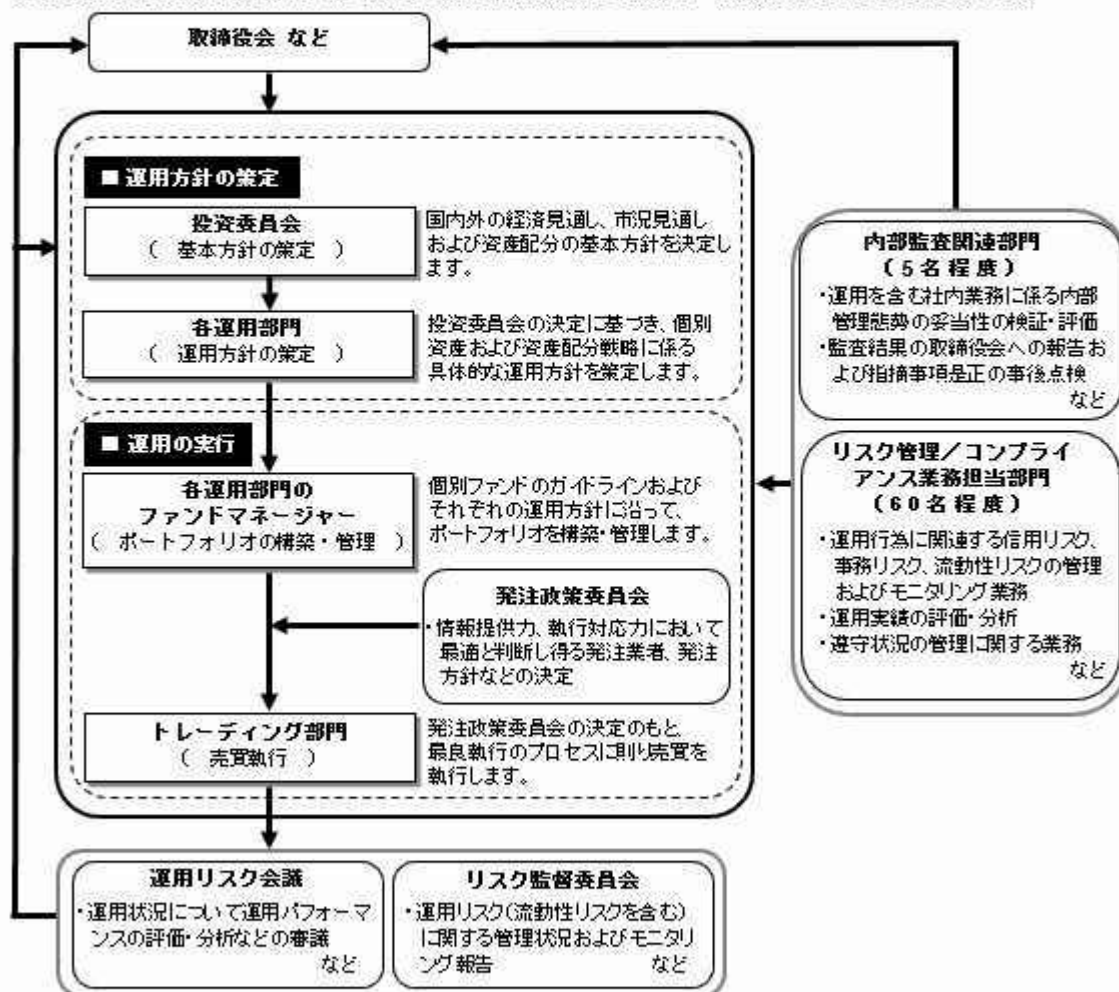 取締役会 など
■ 運用方針の策定
投資委員会
（ 基本方針の策定 ）
国内外の経済見通し、市況見通し
および資産配分の基本方針を決定し
ます。
各運用部門
（ 運用方針の策定 ）
投資委員会の決定に基づき、個別
資産および資産配分戦略に係る
具体的な運用方針を策定します。
■ 運用の実行
各運用部門の
ファンドマネージャー
（ ポートフォリオの構築・管理 ）
個別ファンドのガイドラインおよび
それぞれの運用方針に沿って、
ポートフォリオを構築・管理します。
発注政策委員会
・情報提供力、執行対応力において
最適と判断し得る発注業者、発注
方針などの決定
トレーディング部門
（ 売買執行 ）
発注政策委員会の決定のもと、
最良執行のプロセスに則り売買を
執行します。
内部監査関連部門
（５名程度）
・運用を含む社内業務に係る内部
管理態勢の妥当性の検証・評価
・監査結果の取締役会への報告お
よび指摘事項是正の事後点検
など
リスク管理／コンプライ
アンス業務担当部門
（６０名程度）
・運用行為に関連する信用リスク、
事務リスク、流動性リスクの管理
およびモニタリング業務
・運用実績の評価・分析
・遵守状況の管理に関する業務
など
運用リスク会議
・運用状況について運用パフォーマ
ンスの評価・分析などの審議
など
リスク監督委員会
・運用リスク（流動性リスクを含む）
に関する管理状況およびモニタリ
ング報告 など